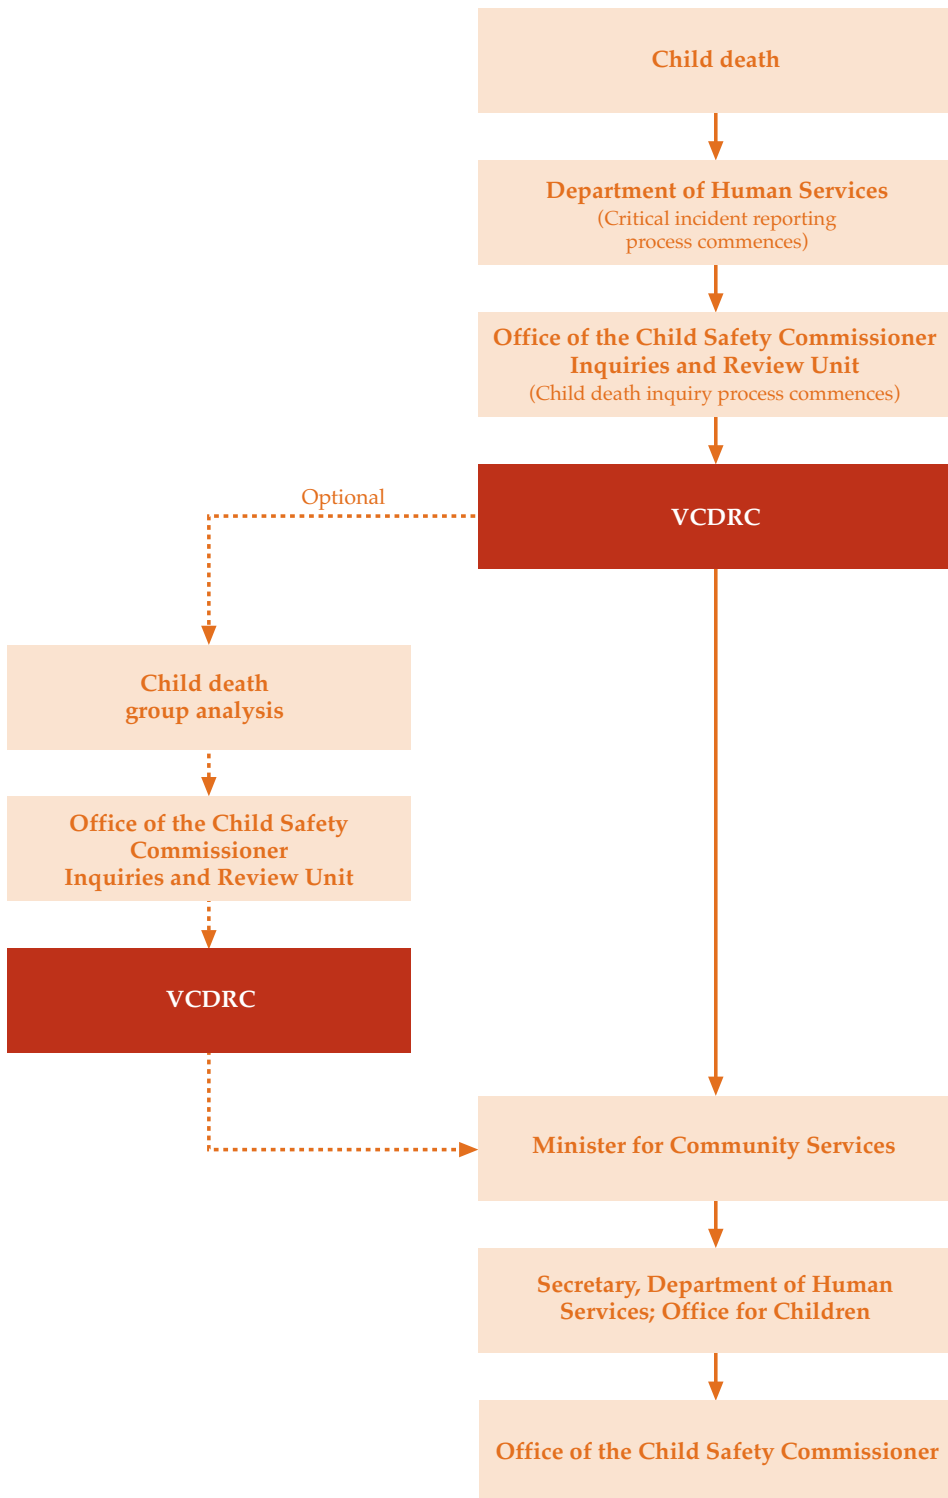 Child death
Department of Human Services
(Critical incident reporting
process commences)
Office of the Child Safety Commissioner
Inquiries and Review Unit
(Child death inquiry process commences)
Optional
VCDRC
Child death
group analysis
Office of the Child Safety
Commissioner
Inquiries and Review Unit
VCDRC
Minister for Community Services
Secretary, Department of Human
Services; Office for Children
Office of the Child Safety Commissioner